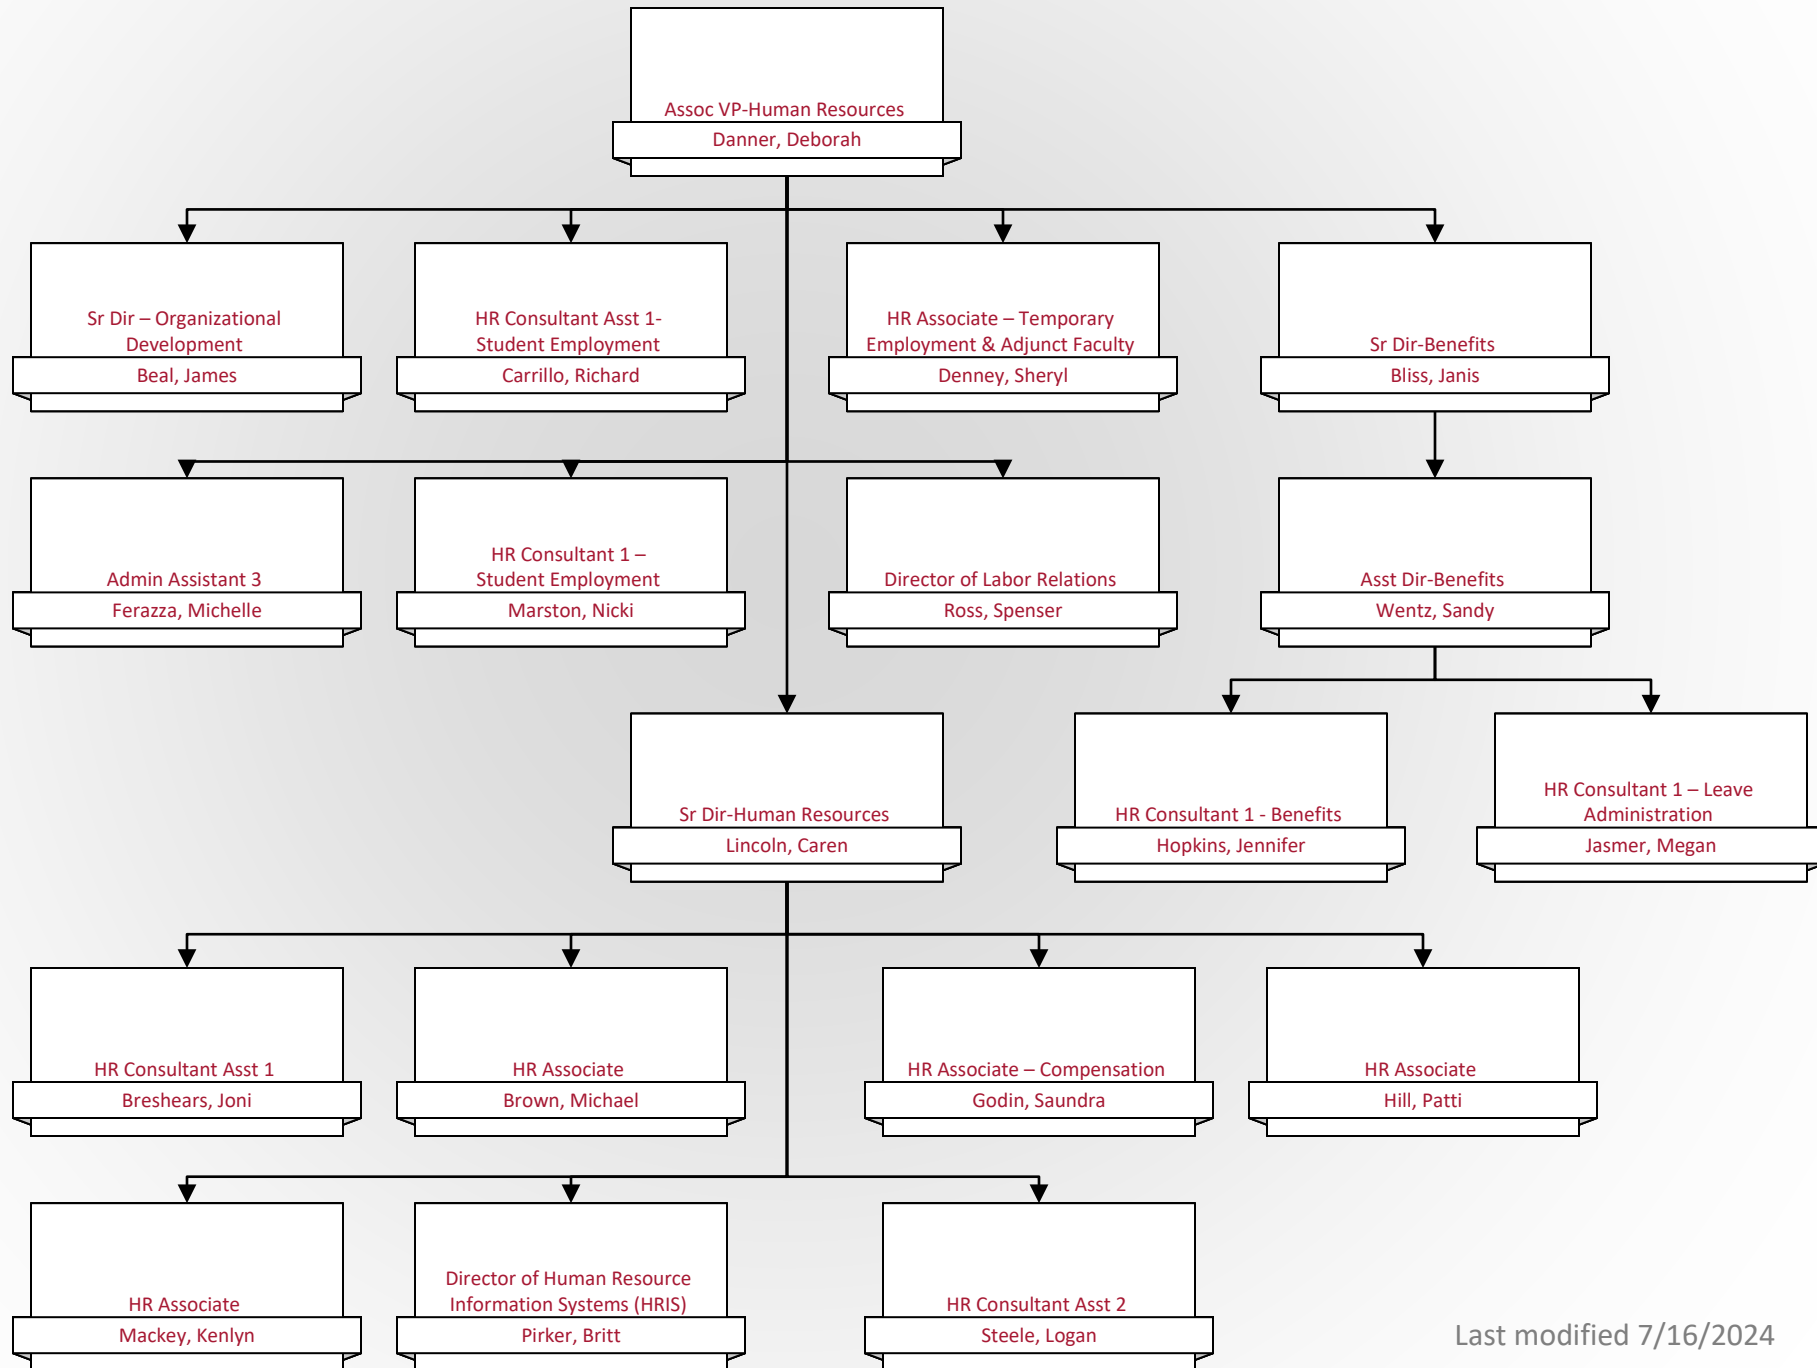 Assoc VP-Human Resources
Danner, Deborah
Sr Dir – Organizational
Development
Beal, James
HR Consultant Asst 1-
Student Employment
Carrillo, Richard
HR Associate – Temporary
Employment & Adjunct Faculty
Denney, Sheryl
Sr Dir-Benefits
Bliss, Janis
Admin Assistant 3
Ferazza, Michelle
HR Consultant 1 –
Student Employment
Marston, Nicki
Director of Labor Relations
Ross, Spenser
Asst Dir-Benefits
Wentz, Sandy
Sr Dir-Human Resources
Lincoln, Caren
HR Consultant 1 - Benefits
Hopkins, Jennifer
HR Consultant 1 – Leave
Administration
Jasmer, Megan
HR Consultant Asst 1
Breshears, Joni
HR Associate
Brown, Michael
HR Associate – Compensation
Godin, Saundra
HR Associate
Hill, Patti
HR Associate
Mackey, Kenlyn
Director of Human Resource
Information Systems (HRIS)
Pirker, Britt
HR Consultant Asst 2
Steele, Logan
Last modified 7/16/2024